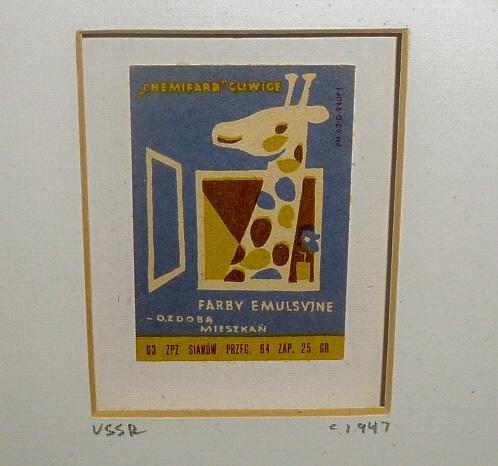 „CHEMIFARB" GLIWICE
FARBY EMULSYJNE
- OZDOBĄ
MIESZKAŃ
63 ZPZ SIANÓW PRZEG. 64 ZAP. 25 GR
USSR
c 1947